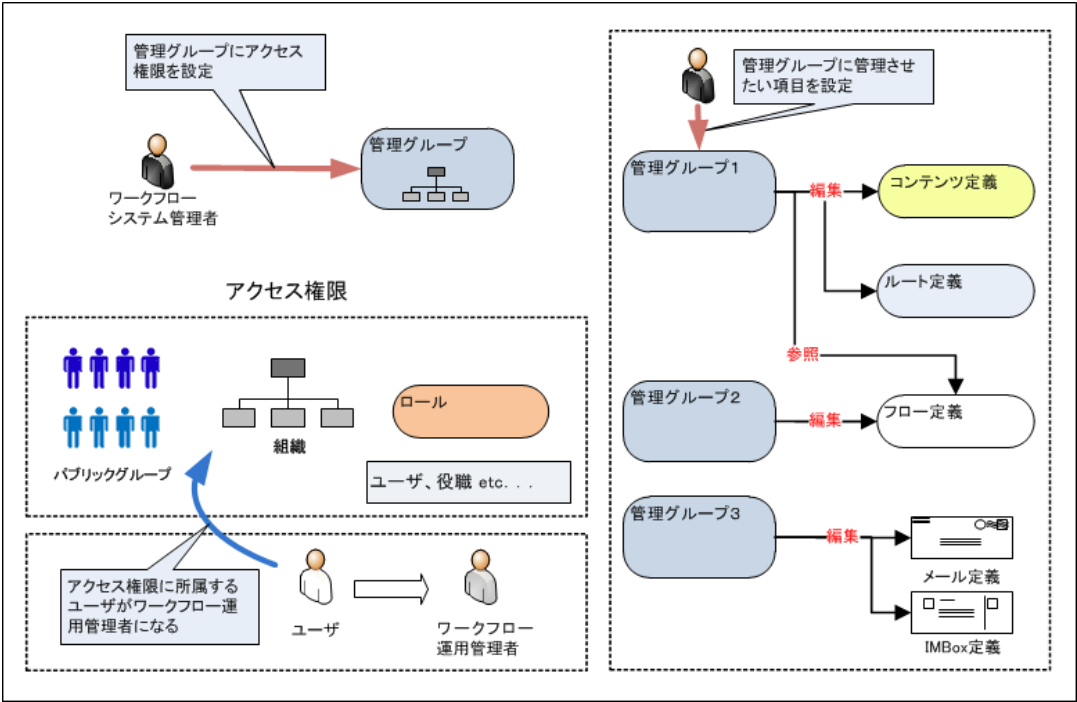 管理グループにアクセス
権限を設定
管理グループ
ワークフロー
システム管理者
アクセス権限
パブリックグループ
組織
ロール
ユーザ、役職 etc．．．
アクセス権限に所属する
ユーザがワークフロー運
用管理者になる
ユーザ
ワークフロー
運用管理者
管理グループに管理させ
たい項目を設定
管理グループ１
編集
コンテンツ定義
ルート定義
参照
管理グループ２
編集
フロー定義
管理グループ３
編集
メール定義
IMBox定義